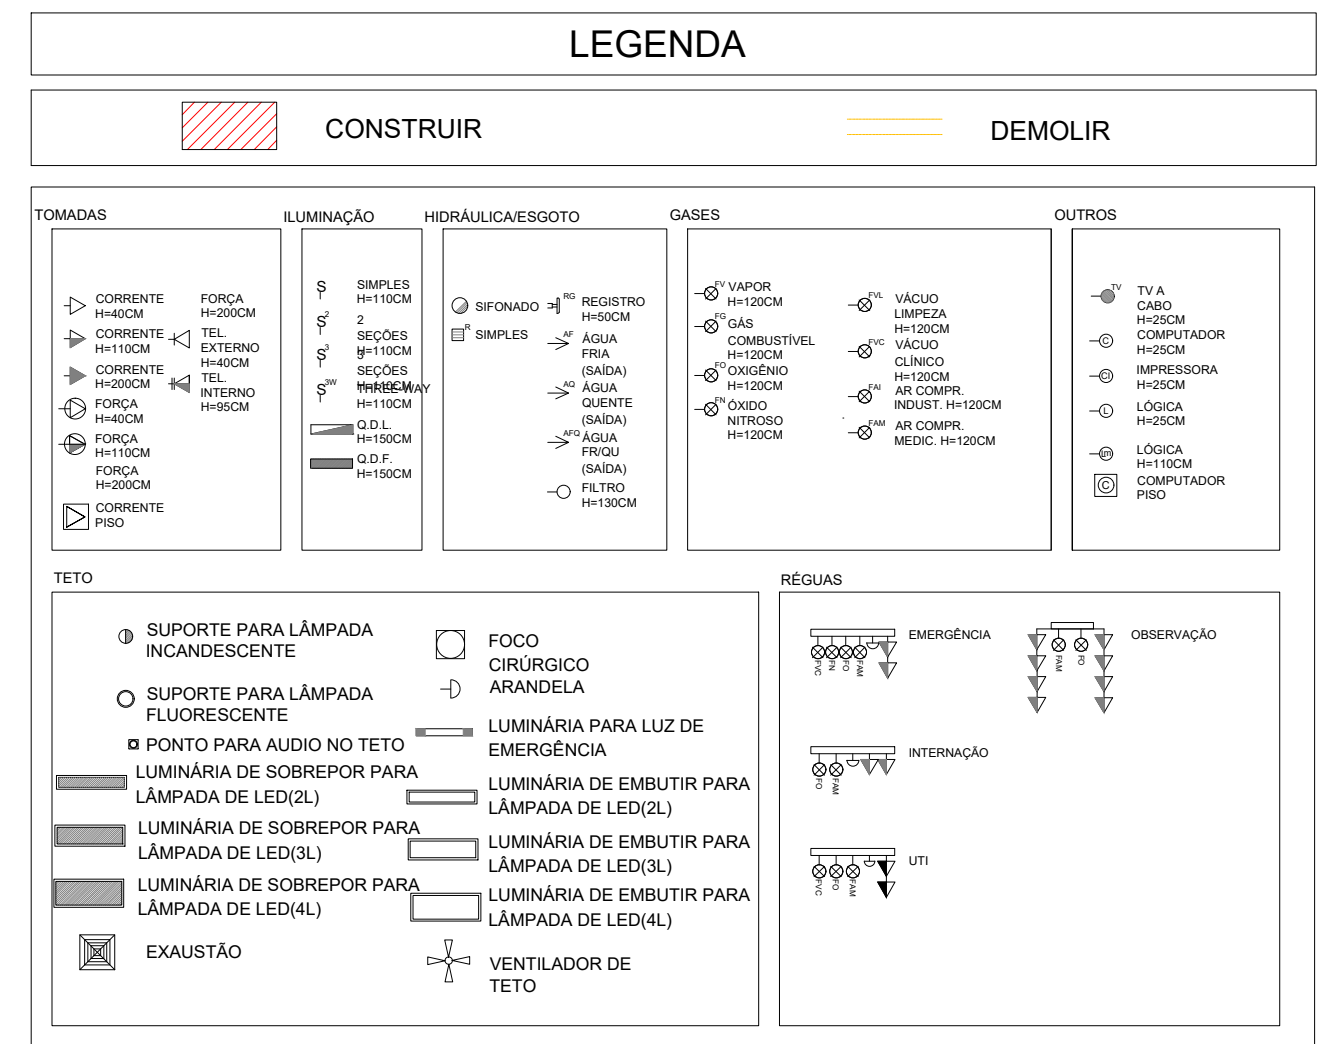 LEGENDA
CONSTRUIR
DEMOLIR
TOMADAS
CORRENTE
H=40CM
CORRENTE
H=110CM
CORRENTE
H=200CM
FORÇA
H=40CM
FORÇA
H=110CM
FORÇA
H=200CM
CORRENTE
PISO
FORÇA
H=200CM
TEL.
EXTERNO
H=40CM
TEL.
INTERNO
H=95CM
ILUMINAÇÃO
S
SIMPLES
H=110CM
S2
2
SEÇÕES
H=110CM
S3
3
SEÇÕES
H=110CM
S3W
THREE-WAY
H=110CM
Q.D.L.
H=150CM
Q.D.F.
H=150CM
HIDRÁULICA/ESGOTO
SIFONADO
R
SIMPLES
RG
REGISTRO
H=50CM
AF
ÁGUA
FRIA
(SAÍDA)
AQ
ÁGUA
QUENTE
(SAÍDA)
AFQ
ÁGUA
FR/QU
(SAÍDA)
FILTRO
H=130CM
GASES
FV
VAPOR
H=120CM
FG
GÁS
COMBUSTÍVEL
H=120CM
FO
OXIGÊNIO
H=120CM
FN
ÓXIDO
NITROSO
H=120CM
FVL
VÁCUO
LIMPEZA
H=120CM
FVC
VÁCUO
CLÍNICO
H=120CM
FAI
AR COMPR.
INDUST. H=120CM
FAM
AR COMPR.
MEDIC. H=120CM
OUTROS
TV
TV A
CABO
H=25CM
C
COMPUTADOR
H=25CM
CI
IMPRESSORA
H=25CM
L
LÓGICA
H=25CM
Lm
LÓGICA
H=110CM
C
COMPUTADOR
PISO
TETO
SUPORTE PARA LÂMPADA
INCANDESCENTE
SUPORTE PARA LÂMPADA
FLUORESCENTE
PONTO PARA AUDIO NO TETO
LUMINÁRIA DE SOBREPOR PARA
LÂMPADA DE LED(2L)
LUMINÁRIA DE SOBREPOR PARA
LÂMPADA DE LED(3L)
LUMINÁRIA DE SOBREPOR PARA
LÂMPADA DE LED(4L)
EXAUSTÃO
FOCO
CIRÚRGICO
ARANDELA
LUMINÁRIA PARA LUZ DE
EMERGÊNCIA
LUMINÁRIA DE EMBUTIR PARA
LÂMPADA DE LED(2L)
LUMINÁRIA DE EMBUTIR PARA
LÂMPADA DE LED(3L)
LUMINÁRIA DE EMBUTIR PARA
LÂMPADA DE LED(4L)
VENTILADOR DE
TETO
RÉGUAS
FVC
FN
FO
FAM
EMERGÊNCIA
FAM
FO
OBSERVAÇÃO
FO
FAM
INTERNAÇÃO
FVC
FO
FAM
UTI